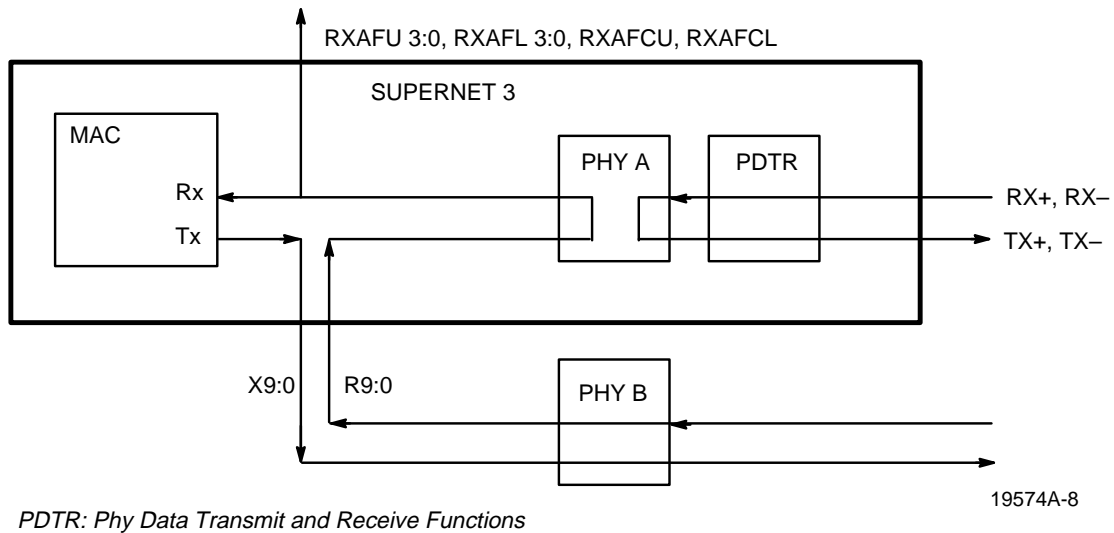 RXAFU 3:0, RXAFL 3:0, RXAFCU, RXAFCL
SUPERNET 3
MAC
PHY A
PDTR
Rx
RX+, RX–
Tx
TX+, TX–
X9:0
R9:0
PHY B
19574A-8
PDTR: Phy Data Transmit and Receive Functions